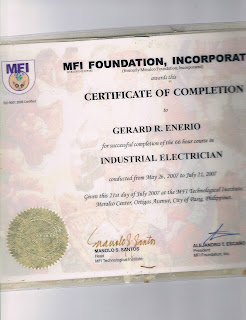 MFI FOUNDATION, INCORPORAT
(Formerly Meralco Foundation, Incorporated)
awards this
CERTIFICATE OF COMPLETION
to
GERARD R. ENERIO
for successful completion of the 66 hour course in
INDUSTRIAL ELECTRICIAN
conducted from May 26, 2007 to July 21, 2007
Given this 21st day of July 2007 at the MFI Technological Institute
Meralco Center, Ortigas Avenue, City of Pasig, Philippines.
MFI
MANOLO S. SANTOS
Head
MFI Technological Institute
ALEJANDRO T. ESCAÑO
President
MFI Foundation, Inc.